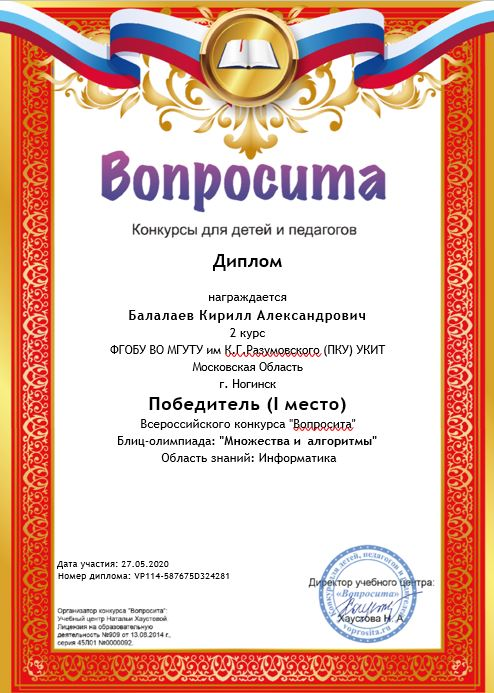 Вопросита
Конкурсы для детей и педагогов
Диплом
награждается
Балалаев Кирилл Александрович
2 курс
ФГОБУ ВО МГУТУ им К.Г.Разумовского (ПКУ) УКИТ
Московская Область
г. Ногинск
Победитель (I место)
Всероссийского конкурса "Вопросита"
Блиц-олимпиада: "Множества и алгоритмы"
Область знаний: Информатика
Дата участия: 27.05.2020
Номер диплома: VP114-587675D324281
Директор учебного центра:
«Вопросита»
Хаустова Н. А.
voprosita.ru
Организатор конкурса "Вопросита":
Учебный центр Натальи Хаустовой.
Лицензия на образовательную
деятельность №909 от 13.08.2014 г.,
серия 45Л01 №0000092.